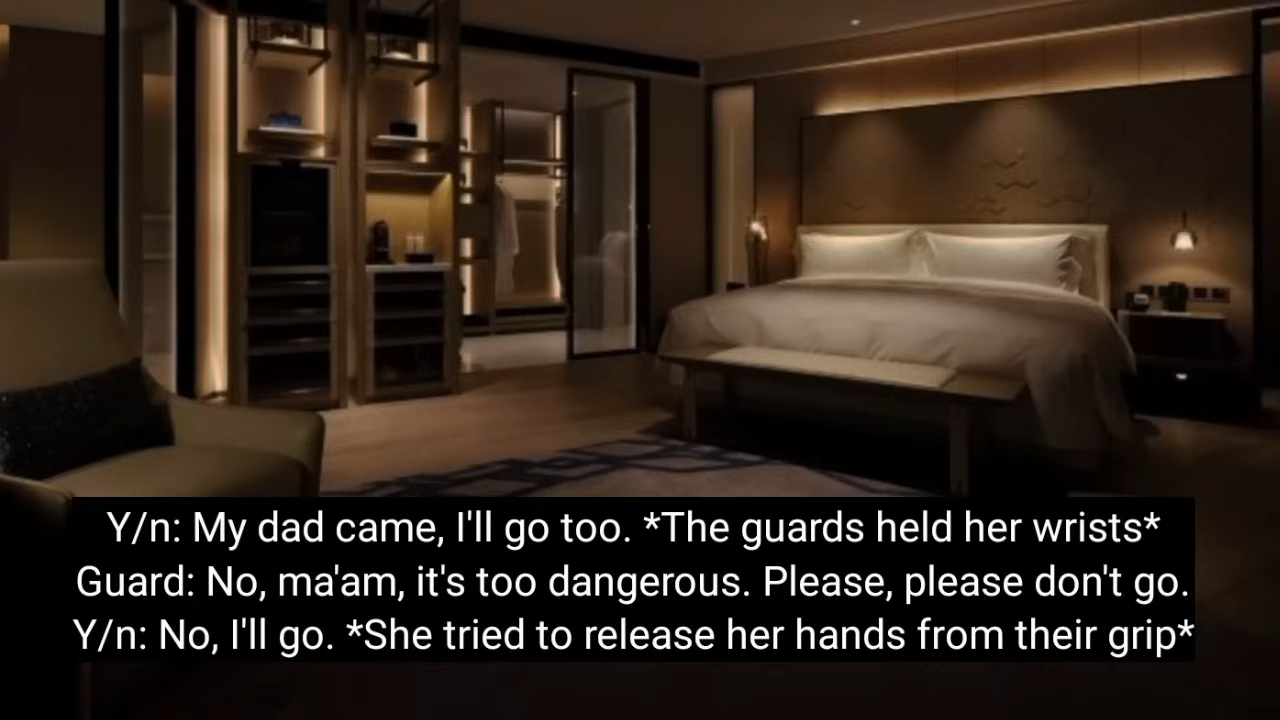 Y/n: My dad came, I'll go too. *The guards held her wrists*
Guard: No, ma'am, it's too dangerous. Please, please don't go.
Y/n: No, I'll go. *She tried to release her hands from their grip*